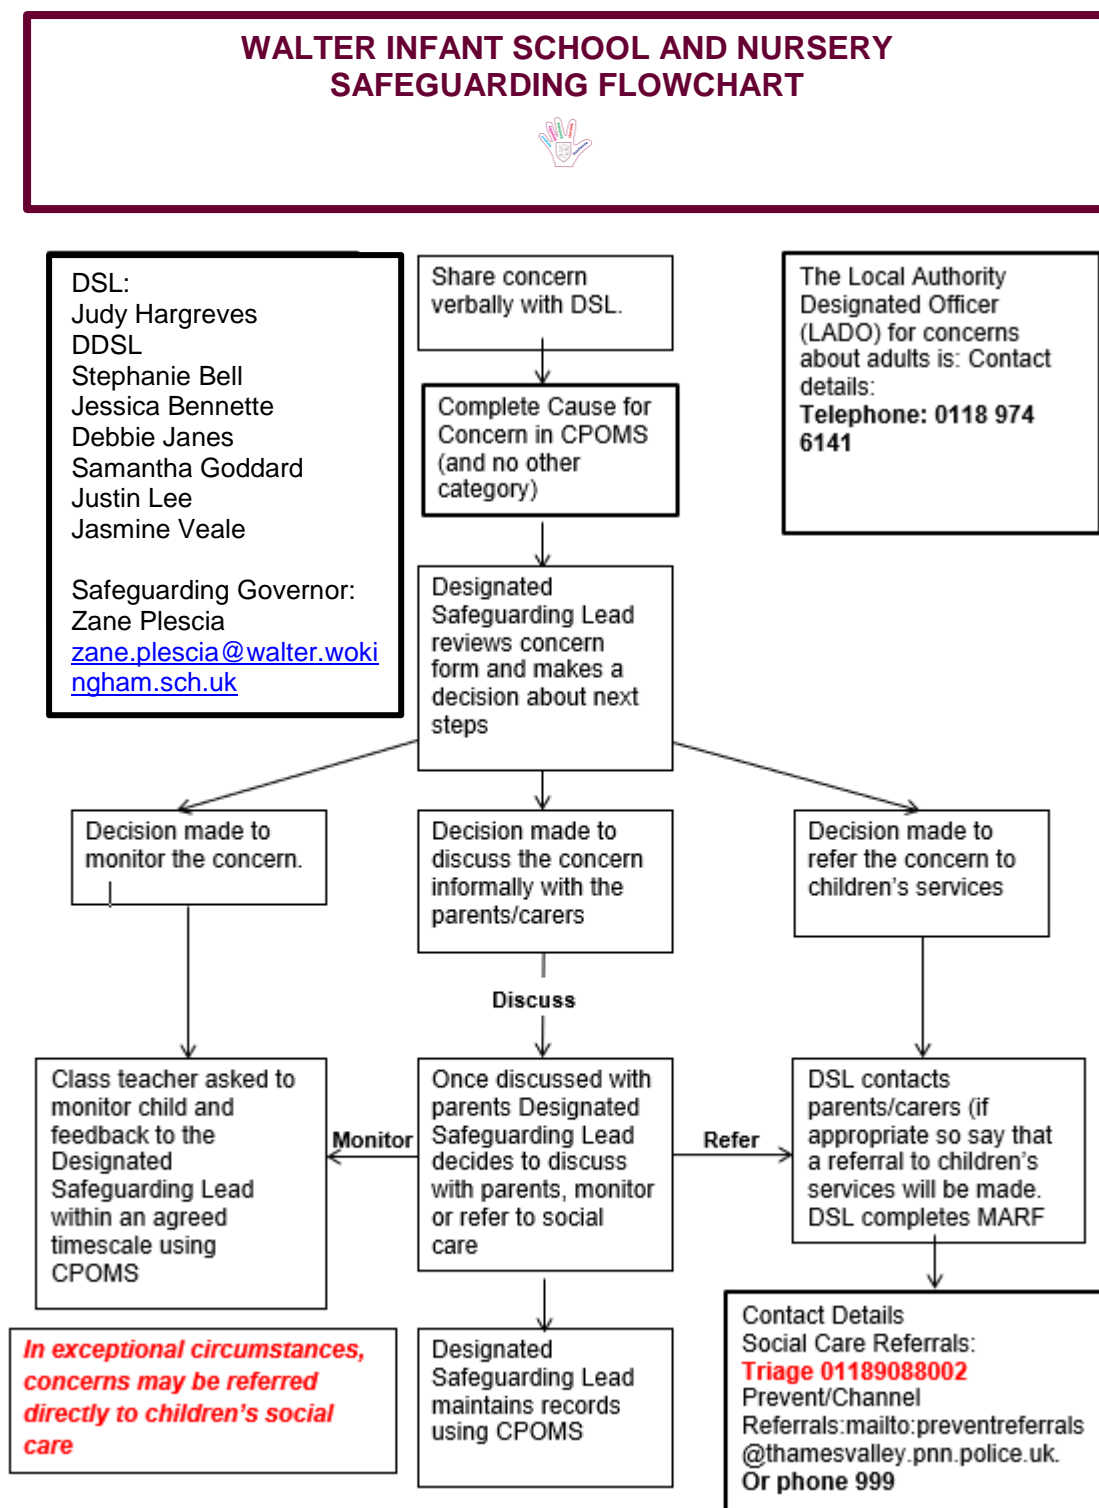 WALTER INFANT SCHOOL AND NURSERY
SAFEGUARDING FLOWCHART
DSL:
Judy Hargreves
DDSL
Stephanie Bell
Jessica Bennette
Debbie Janes
Samantha Goddard
Justin Lee
Jasmine Veale
Safeguarding Governor:
Zane Plescia
zane.plescia@walter.woki
ngham.sch.uk
Share concern
verbally with DSL.
The Local Authority
Designated Officer
(LADO) for concerns
about adults is: Contact
details:
Telephone: 0118 974
6141
Complete Cause for
Concern in CPOMS
(and no other
category)
Designated
Safeguarding Lead
reviews concern
form and makes a
decision about next
steps
Decision made to
monitor the concern.
Decision made to
discuss the concern
informally with the
parents/carers
Decision made to
refer the concern to
children's services
Discuss
Class teacher asked to
monitor child and
feedback to the
Designated
Safeguarding Lead
within an agreed
timescale using
CPOMS
Monitor
Once discussed with
parents Designated
Safeguarding Lead
decides to discuss
with parents, monitor
or refer to social
care
Refer
DSL contacts
parents/carers (if
appropriate so say that
a referral to children's
services will be made.
DSL completes MARF
In exceptional circumstances,
concerns may be referred
directly to children's social
care
Designated
Safeguarding Lead
maintains records
using CPOMS
Contact Details
Social Care Referrals:
Triage 01189088002
Prevent/Channel
Referrals:mailto:preventreferrals
@thamesvalley.pnn.police.uk.
Or phone 999